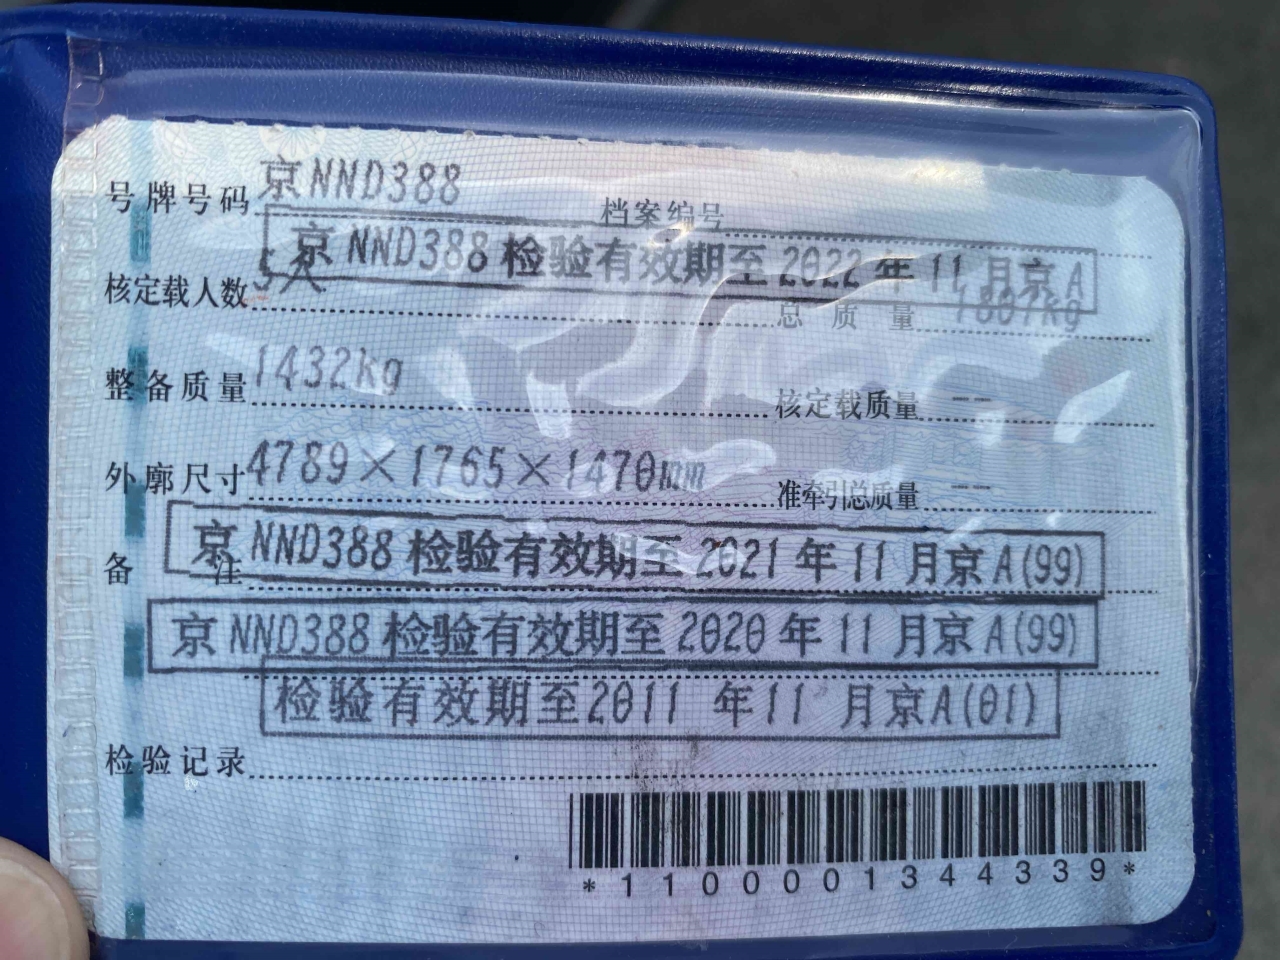 号牌号码 京NND388 档案编号
京NND388检验有效期至2022年11月京A
核定载人数 5人 总质量 1807kg
整备质量 1432kg 核定载质量 --
外廓尺寸 4789×1765×1470mm 准牵引总质量 --
备注 京NND388检验有效期至2021年11月京A(99)
京NND388检验有效期至2020年11月京A(99)
检验有效期至2011年11月京A(01)
检验记录
*1100001344339*